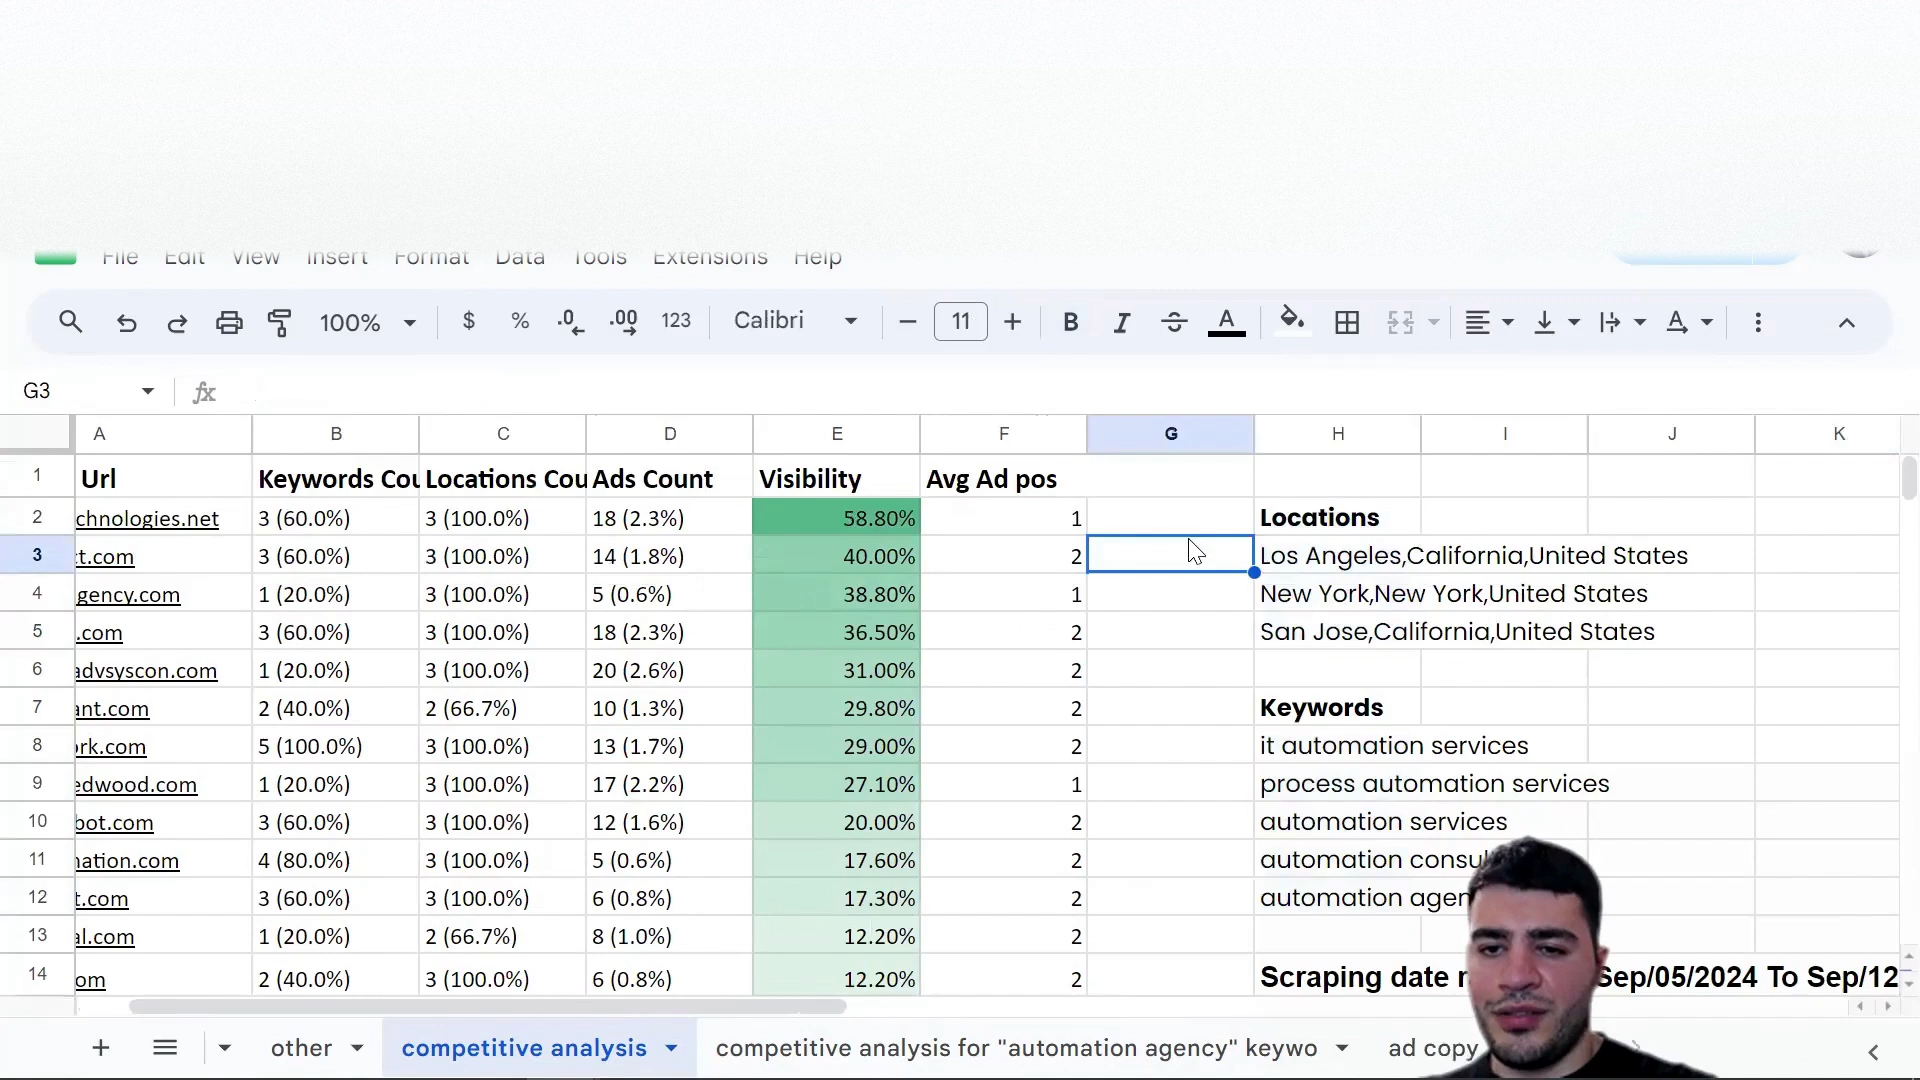 File Edit View Insert Format Data Tools Extensions Help
100% $ % .0 .00 123 Calibri 11 B I A
G3 fx
A B C D E F G H I J K
1 Url Keywords Cou Locations Cou Ads Count Visibility Avg Ad pos
2 chnologies.net 3 (60.0%) 3 (100.0%) 18 (2.3%) 58.80% 1 Locations
3 t.com 3 (60.0%) 3 (100.0%) 14 (1.8%) 40.00% 2 Los Angeles,California,United States
4 gency.com 1 (20.0%) 3 (100.0%) 5 (0.6%) 38.80% 1 New York,New York,United States
5 .com 3 (60.0%) 3 (100.0%) 18 (2.3%) 36.50% 2 San Jose,California,United States
6 advsyscon.com 1 (20.0%) 3 (100.0%) 20 (2.6%) 31.00% 2
7 ant.com 2 (40.0%) 2 (66.7%) 10 (1.3%) 29.80% 2 Keywords
8 ork.com 5 (100.0%) 3 (100.0%) 13 (1.7%) 29.00% 2 it automation services
9 edwood.com 1 (20.0%) 3 (100.0%) 17 (2.2%) 27.10% 1 process automation services
10 bot.com 3 (60.0%) 3 (100.0%) 12 (1.6%) 20.00% 2 automation services
11 nation.com 4 (80.0%) 3 (100.0%) 5 (0.6%) 17.60% 2 automation consul
12 t.com 3 (60.0%) 3 (100.0%) 6 (0.8%) 17.30% 2 automation agen
13 al.com 1 (20.0%) 2 (66.7%) 8 (1.0%) 12.20% 2
14 om 2 (40.0%) 3 (100.0%) 6 (0.8%) 12.20% 2 Scraping date Sep/05/2024 To Sep/12
other competitive analysis competitive analysis for "automation agency" keywo ad copy